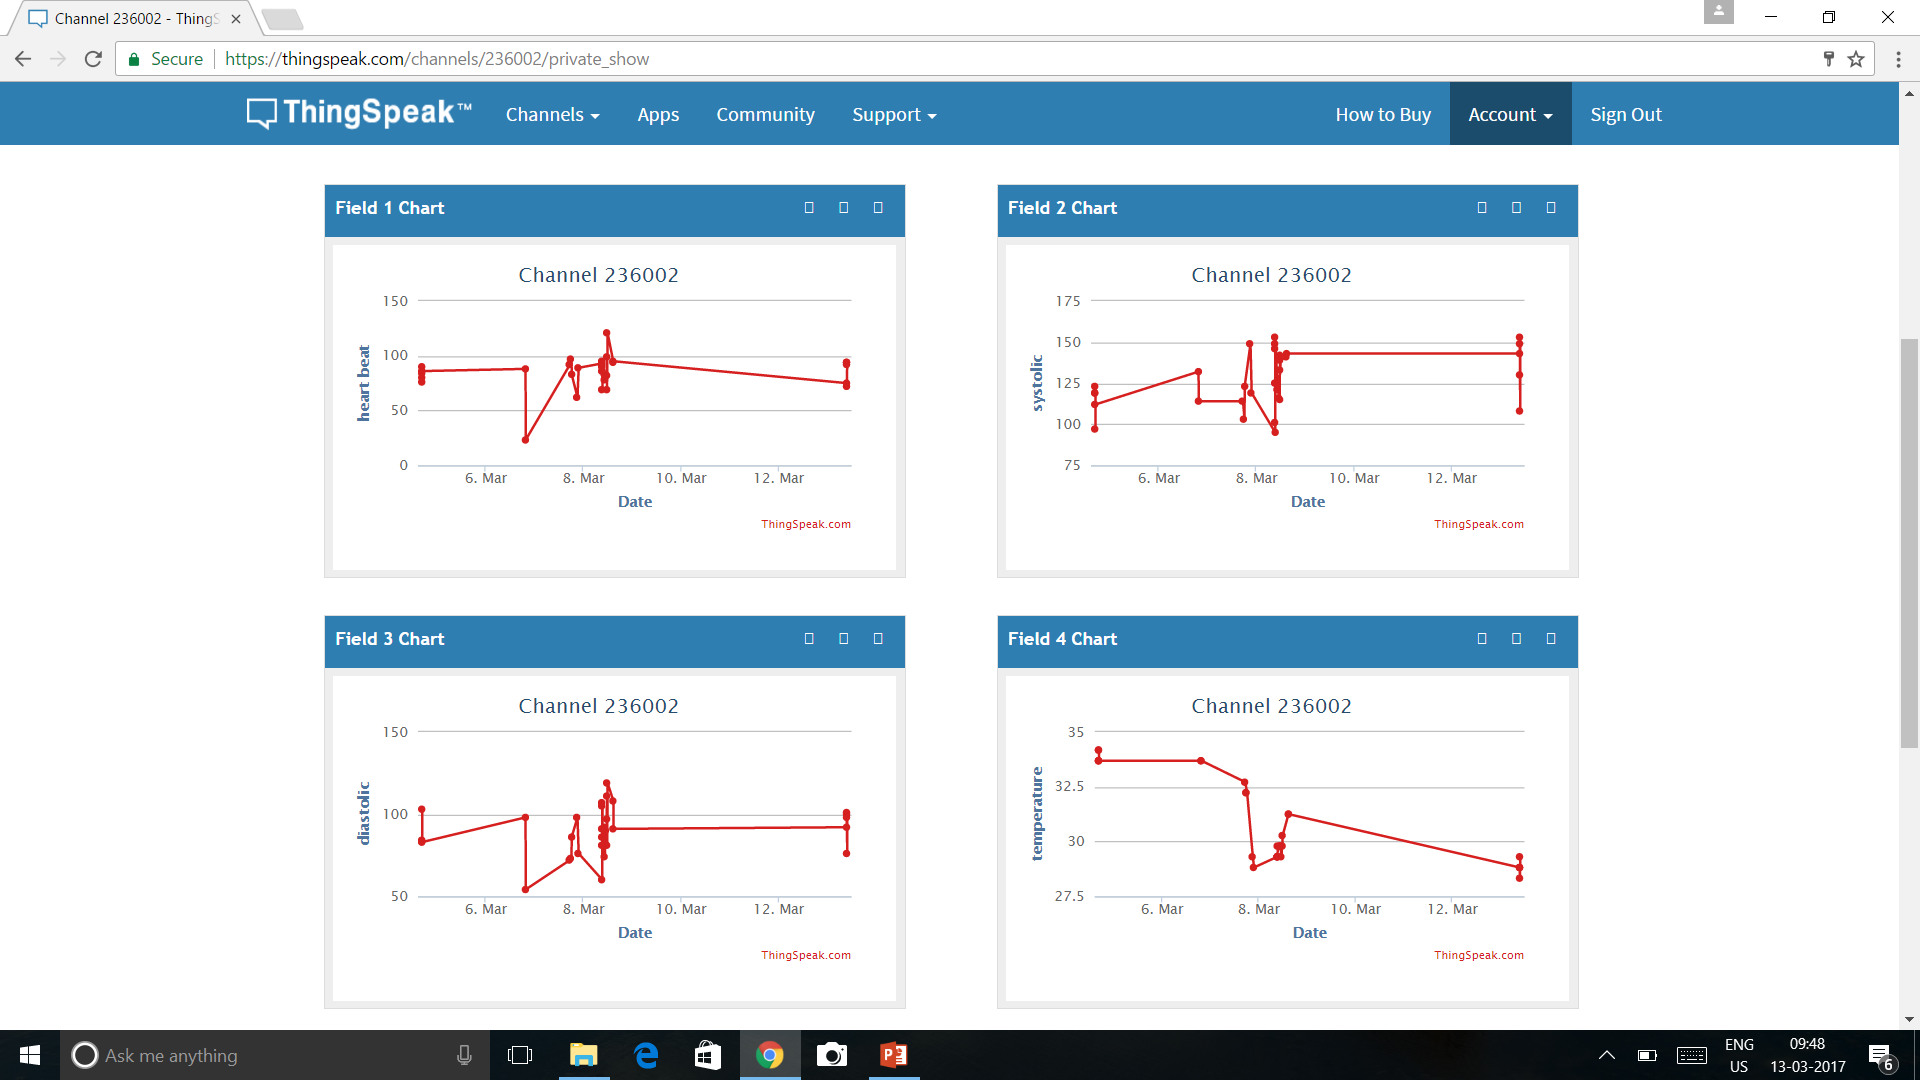 Channel 236002 - Thing
Secure https://thingspeak.com/channels/236002/private_show
ThingSpeak™ Channels Apps Community Support How to Buy Account Sign Out
Field 1 Chart
Channel 236002
150
100
50
0
heart beat
6. Mar 8. Mar 10. Mar 12. Mar
Date
ThingSpeak.com
Field 2 Chart
Channel 236002
175
150
125
100
75
systolic
6. Mar 8. Mar 10. Mar 12. Mar
Date
ThingSpeak.com
Field 3 Chart
Channel 236002
150
100
50
diastolic
6. Mar 8. Mar 10. Mar 12. Mar
Date
ThingSpeak.com
Field 4 Chart
Channel 236002
35
32.5
30
27.5
temperature
6. Mar 8. Mar 10. Mar 12. Mar
Date
ThingSpeak.com
Ask me anything
ENG
US
09:48
13-03-2017
6